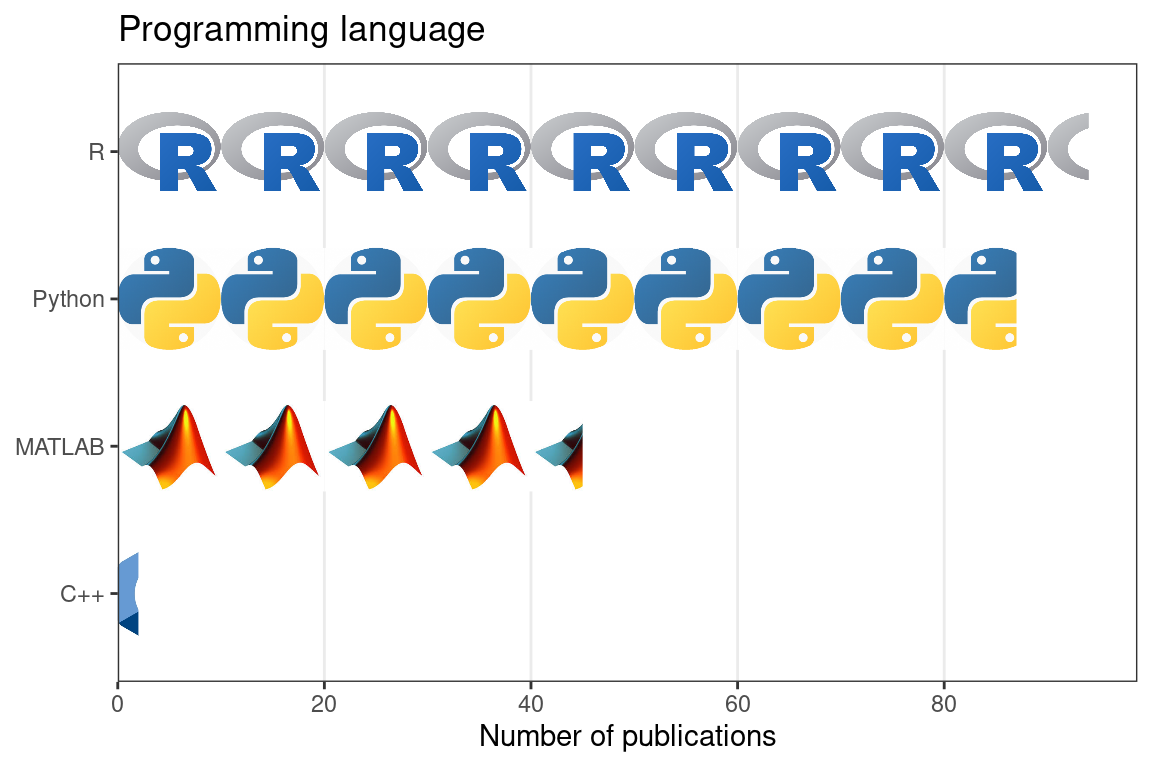 Programming language
R
R R R R R R R R R
Python
MATLAB
C++
0 20 40 60 80
Number of publications